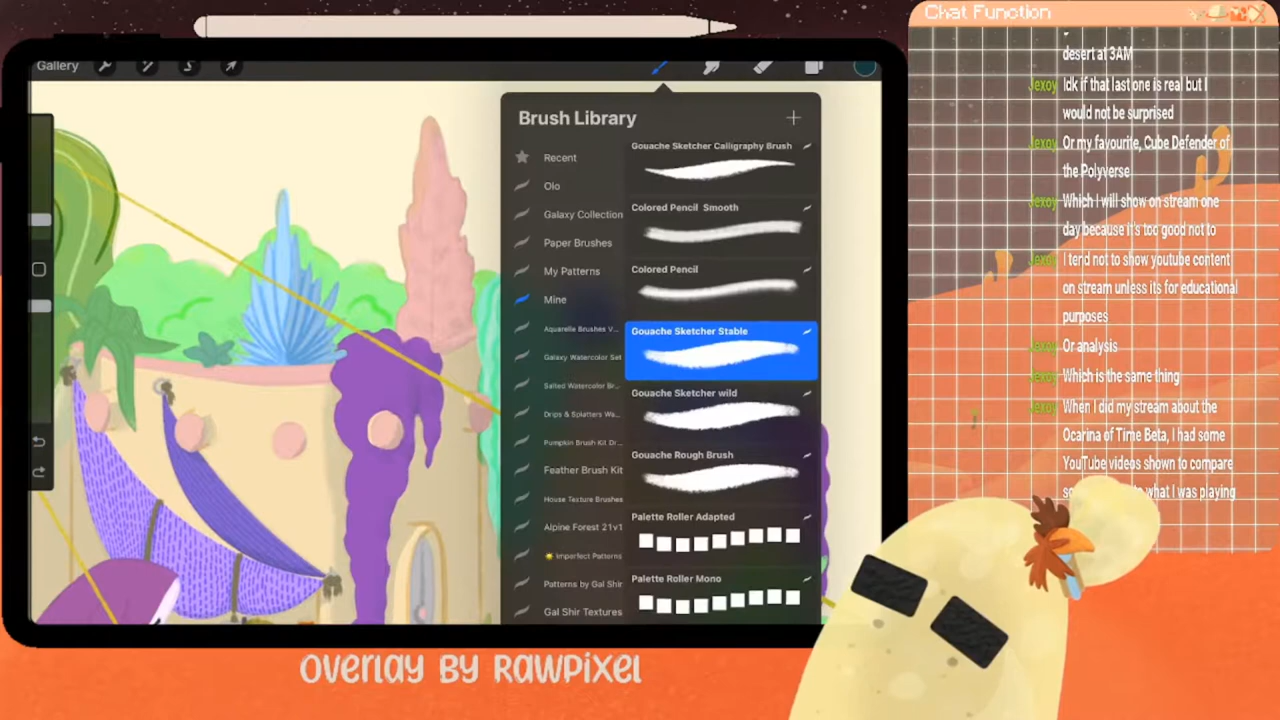 Gallery
Brush Library
Recent
Olo
Galaxy Collection
Paper Brushes
My Patterns
Mine
Aquarelle Brushes V...
Galaxy Watercolor Set
Salted Watercolor Br...
Drips & Splatters Wa...
Pumpkin Brush Kit Dr...
Feather Brush Kit
House Texture Brushes
Alpine Forest 21v1
Imperfect Patterns
Patterns by Gal Shir
Gal Shir Textures
Gouache Sketcher Calligraphy Brush
Colored Pencil Smooth
Colored Pencil
Gouache Sketcher Stable
Gouache Sketcher wild
Gouache Rough Brush
Palette Roller Adapted
Palette Roller Mono
Chat Function
desert at 3AM
Jexoy Idk if that last one is real but I
would not be surprised
Jexoy Or my favourite, Cube Defender of
the Polyverse
Jexoy Which I will show on stream one
day because it's too good not to
Jexoy I tend not to show youtube content
on stream unless its for educational
purposes
Jexoy Or analysis
Jexoy Which is the same thing
Jexoy When I did my stream about the
Ocarina of Time Beta, I had some
YouTube videos shown to compare
what I was playing
Overlay by Rawpixel